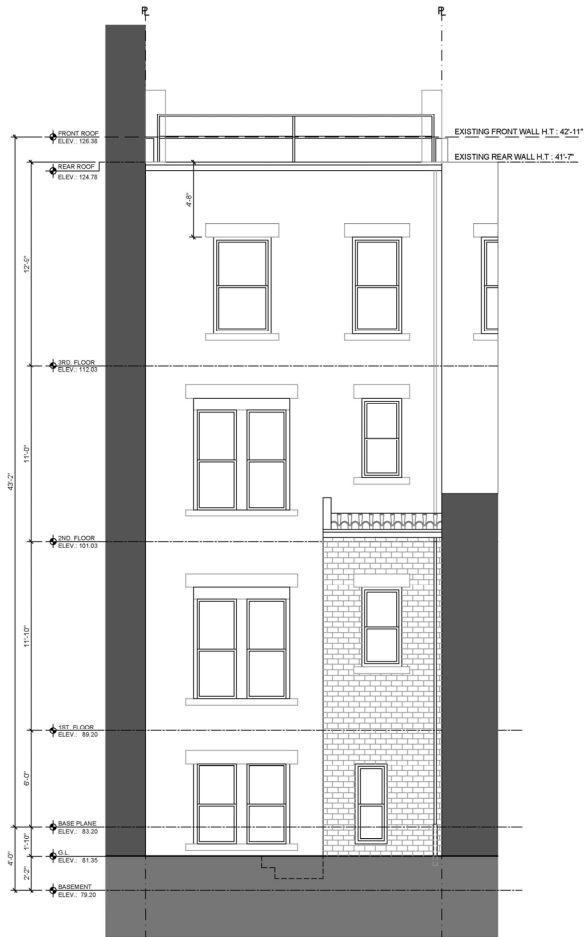 PL
PL
FRONT ROOF
ELEV.: 126.38
EXISTING FRONT WALL H.T : 42'-11"
EXISTING REAR WALL H.T : 41'-7"
REAR ROOF
ELEV.: 124.78
4'-8"
12'-9"
3RD. FLOOR
ELEV.: 112.03
11'-0"
43'-2"
2ND. FLOOR
ELEV.: 101.03
11'-10"
1ST. FLOOR
ELEV.: 89.20
6'-0"
BASE PLANE
ELEV.: 83.20
1'-10"
4'-0"
G.L.
ELEV.: 81.35
2'-2"
BASEMENT
ELEV.: 79.20